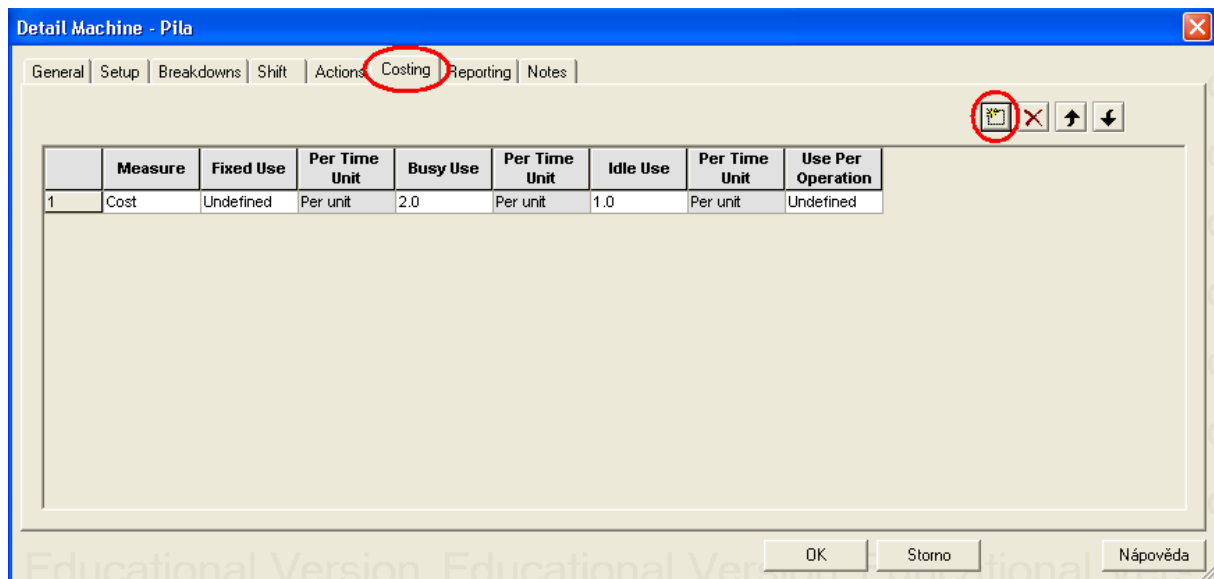 Detail Machine - Pila
General Setup Breakdowns Shift Actions Costing Reporting Notes
Measure Fixed Use Per Time Unit Busy Use Per Time Unit Idle Use Per Time Unit Use Per Operation
1 Cost Undefined Per unit 2.0 Per unit 1.0 Per unit Undefined
OK Storno Nápověda
Educational Version Educational Version Educational